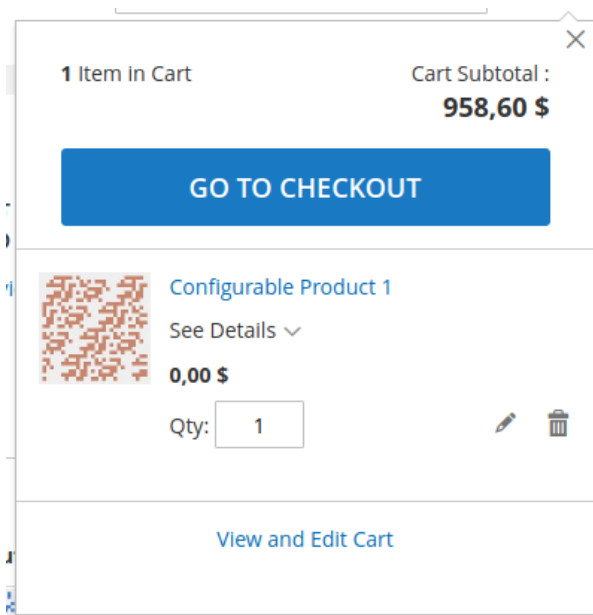 1 Item in Cart
Cart Subtotal :
958,60 $
GO TO CHECKOUT
Configurable Product 1
See Details
0,00 $
Qty: 1
View and Edit Cart